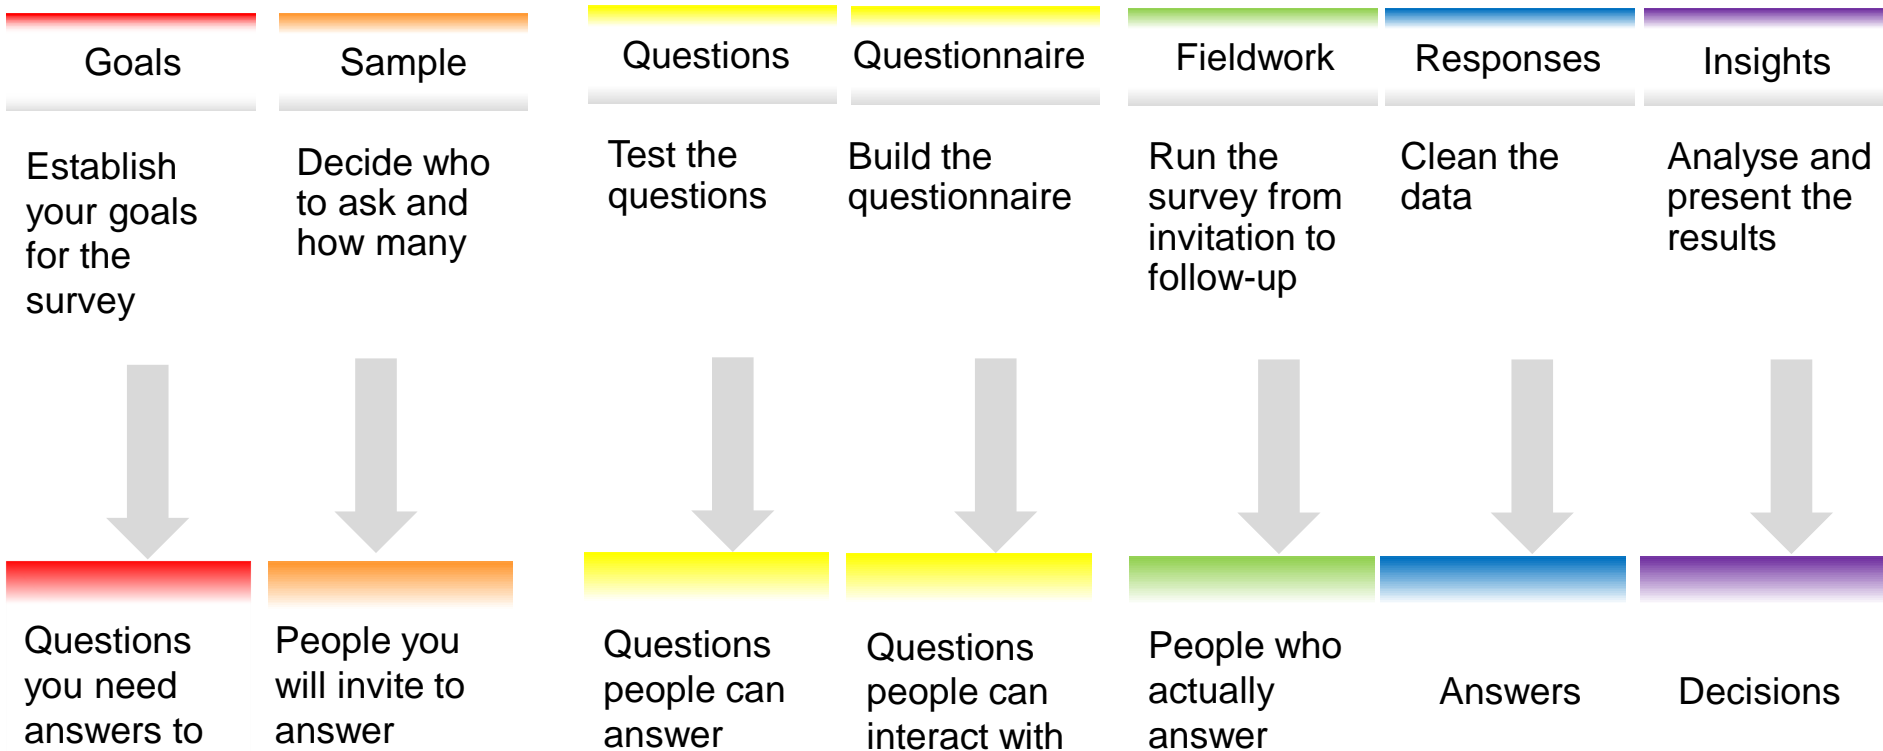 Goals
Sample
Questions
Questionnaire
Fieldwork
Responses
Insights
Establish
your goals
for the
survey
Decide who
to ask and
how many
Test the
questions
Build the
questionnaire
Run the
survey from
invitation to
follow-up
Clean the
data
Analyse and
present the
results
Questions
you need
answers to
People you
will invite to
answer
Questions
people can
answer
Questions
people can
interact with
People who
actually
answer
Answers
Decisions